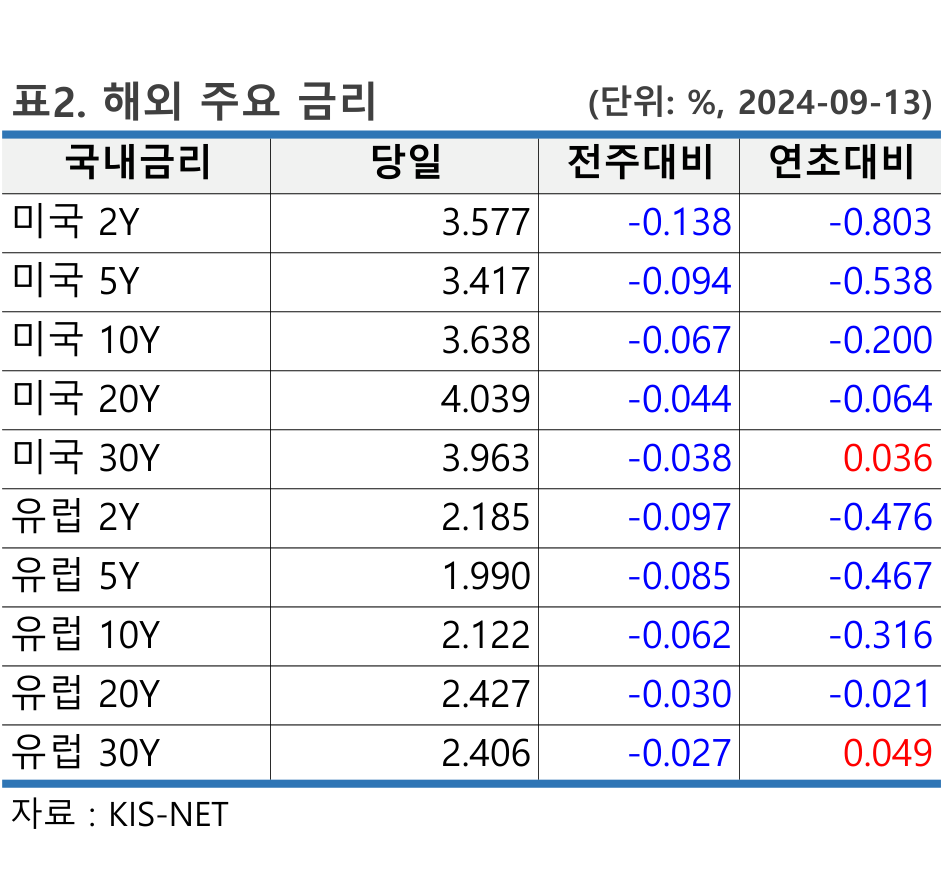 표2. 해외 주요 금리 (단위: %, 2024-09-13)
국내금리 당일 전주대비 연초대비
미국 2Y 3.577 -0.138 -0.803
미국 5Y 3.417 -0.094 -0.538
미국 10Y 3.638 -0.067 -0.200
미국 20Y 4.039 -0.044 -0.064
미국 30Y 3.963 -0.038 0.036
유럽 2Y 2.185 -0.097 -0.476
유럽 5Y 1.990 -0.085 -0.467
유럽 10Y 2.122 -0.062 -0.316
유럽 20Y 2.427 -0.030 -0.021
유럽 30Y 2.406 -0.027 0.049
자료 : KIS-NET